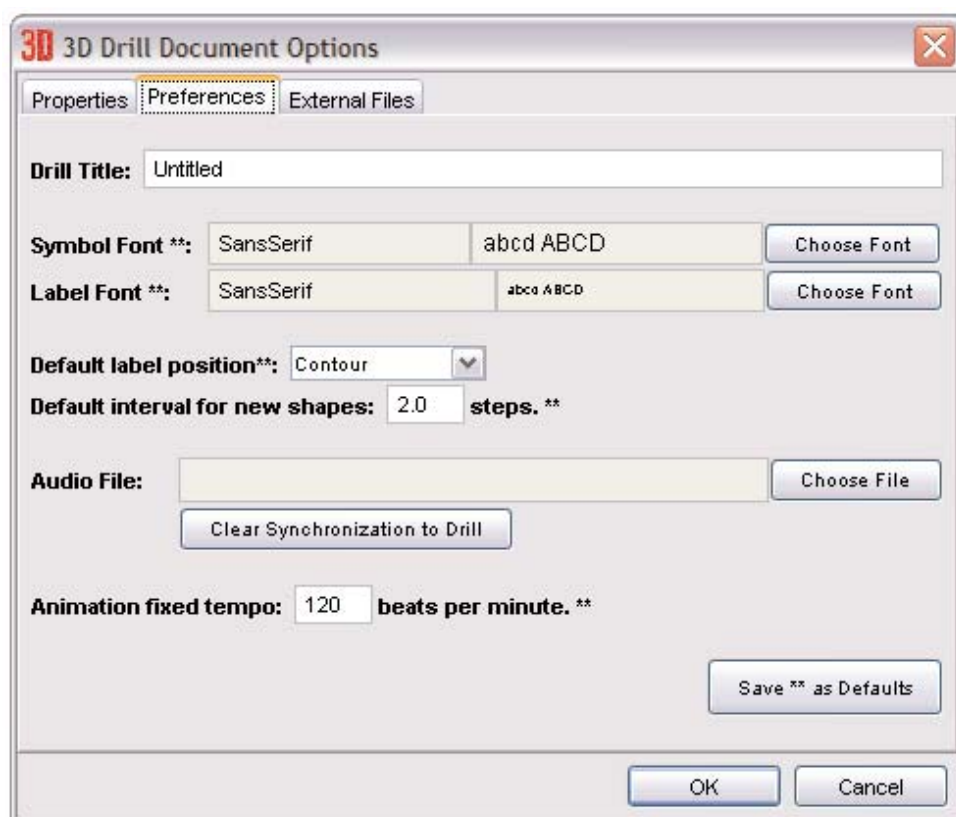 3D 3D Drill Document Options
Properties Preferences External Files
Drill Title: Untitled
Symbol Font **: SansSerif abcd ABCD Choose Font
Label Font **: SansSerif abcd ABCD Choose Font
Default label position**: Contour
Default interval for new shapes: 2.0 steps. **
Audio File: Choose File
Clear Synchronization to Drill
Animation fixed tempo: 120 beats per minute. **
Save ** as Defaults
OK Cancel